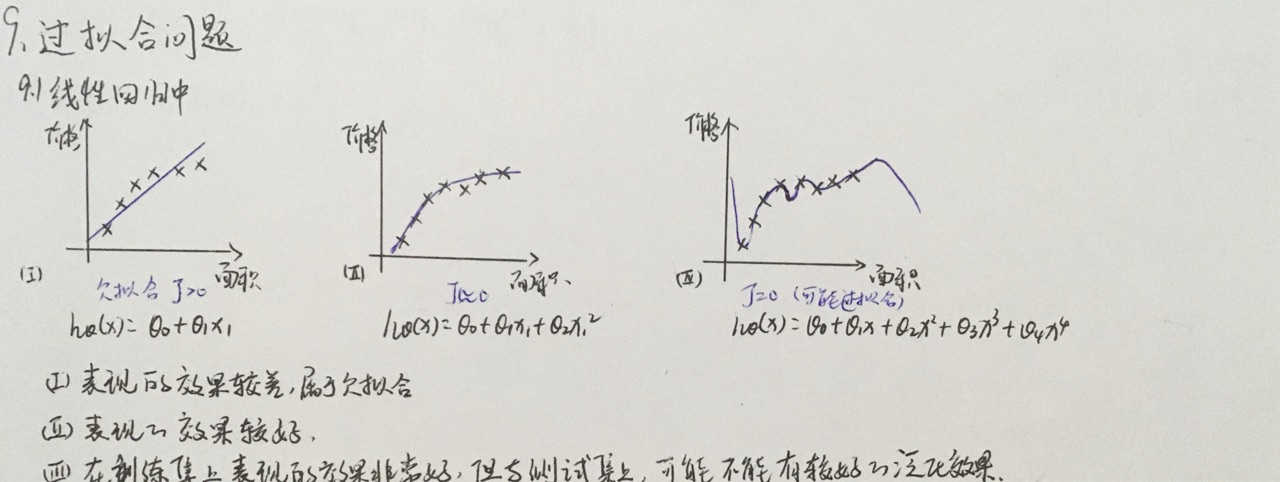 9. 过拟合问题
9.1 线性回归中
价格 价格 价格
(I) 面积 (II) 面积 (III) 面积
欠拟合 J>0 J≈0 J=0 (可能过拟合)
hθ(x) = θ0 + θ1x1 hθ(x) = θ0 + θ1x1 + θ2x1² hθ(x) = θ0 + θ1x + θ2x² + θ3x³ + θ4x⁴
(I) 表现的效果较差,属于欠拟合
(II) 表现的效果较好.
(III) 在训练集上表现的效果非常好,但在测试集上,可能不能有较好的泛化效果.